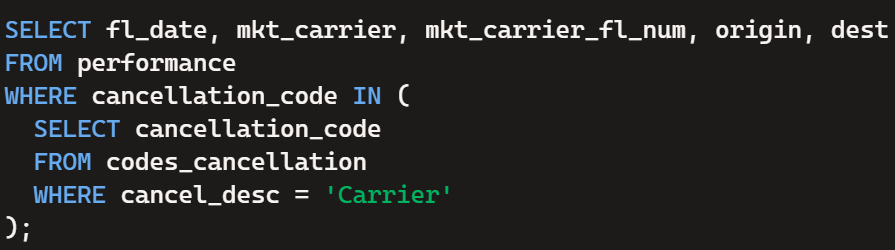 SELECT fl_date, mkt_carrier, mkt_carrier_fl_num, origin, dest
FROM performance
WHERE cancellation_code IN (
  SELECT cancellation_code
  FROM codes_cancellation
  WHERE cancel_desc = 'Carrier'
);